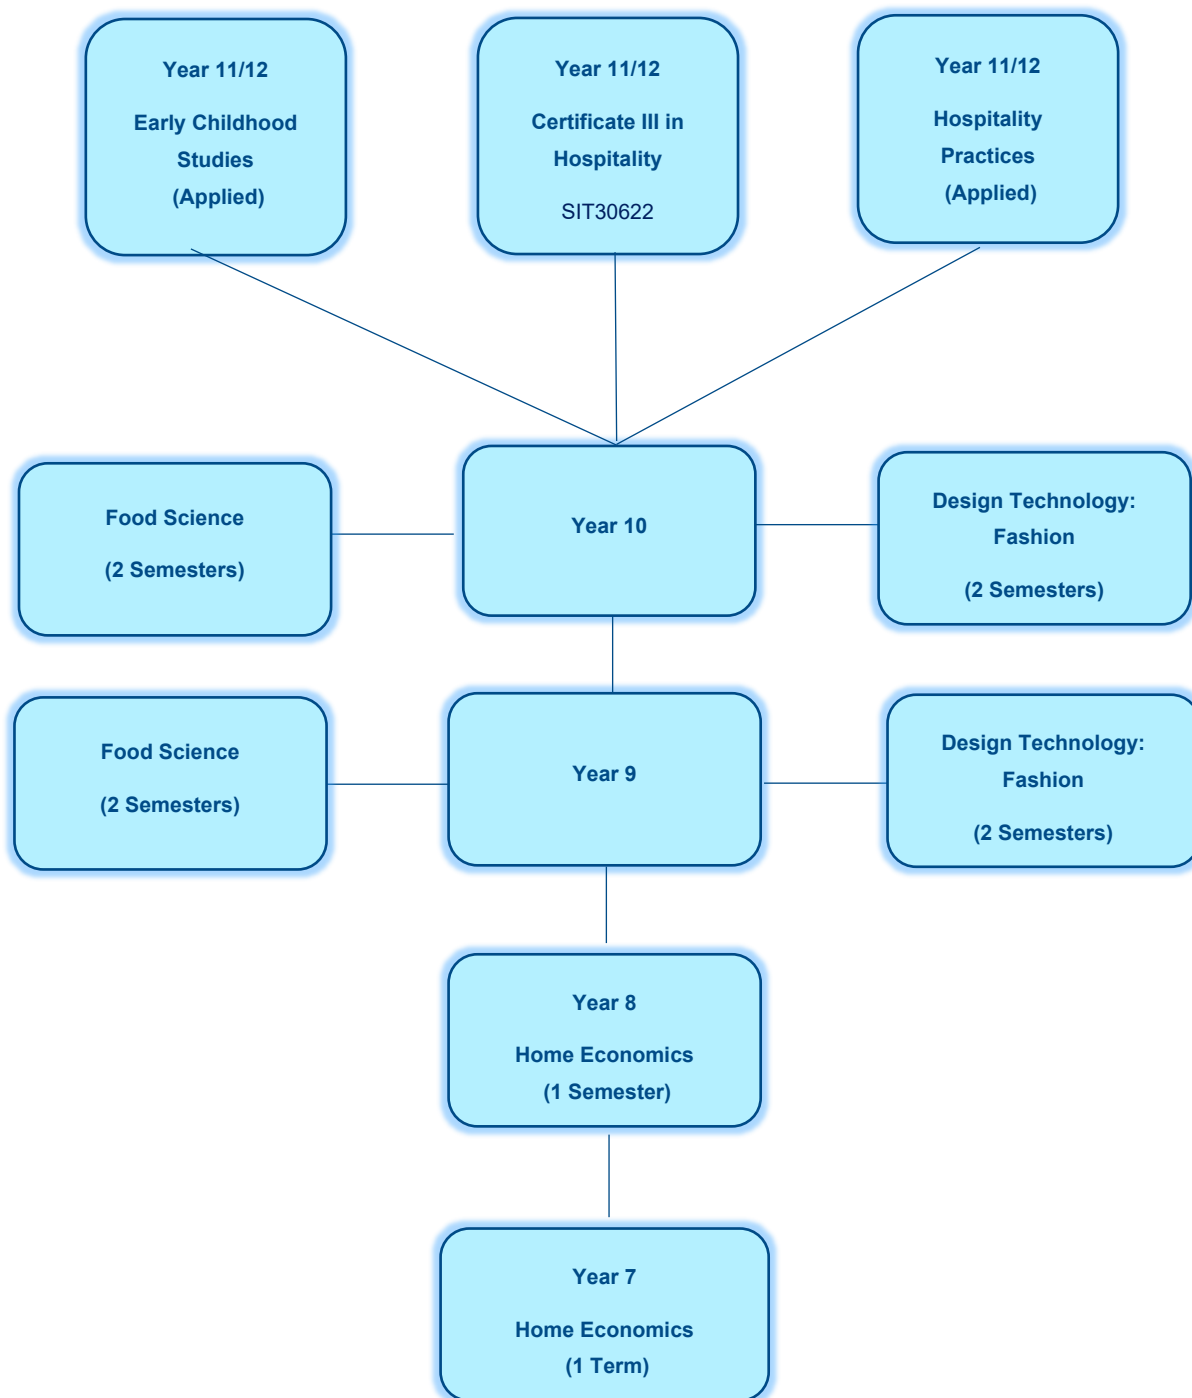 Year 11/12
Early Childhood
Studies
(Applied)
Year 11/12
Certificate III in
Hospitality
SIT30622
Year 11/12
Hospitality
Practices
(Applied)
Food Science
(2 Semesters)
Year 10
Design Technology:
Fashion
(2 Semesters)
Food Science
(2 Semesters)
Year 9
Design Technology:
Fashion
(2 Semesters)
Year 8
Home Economics
(1 Semester)
Year 7
Home Economics
(1 Term)